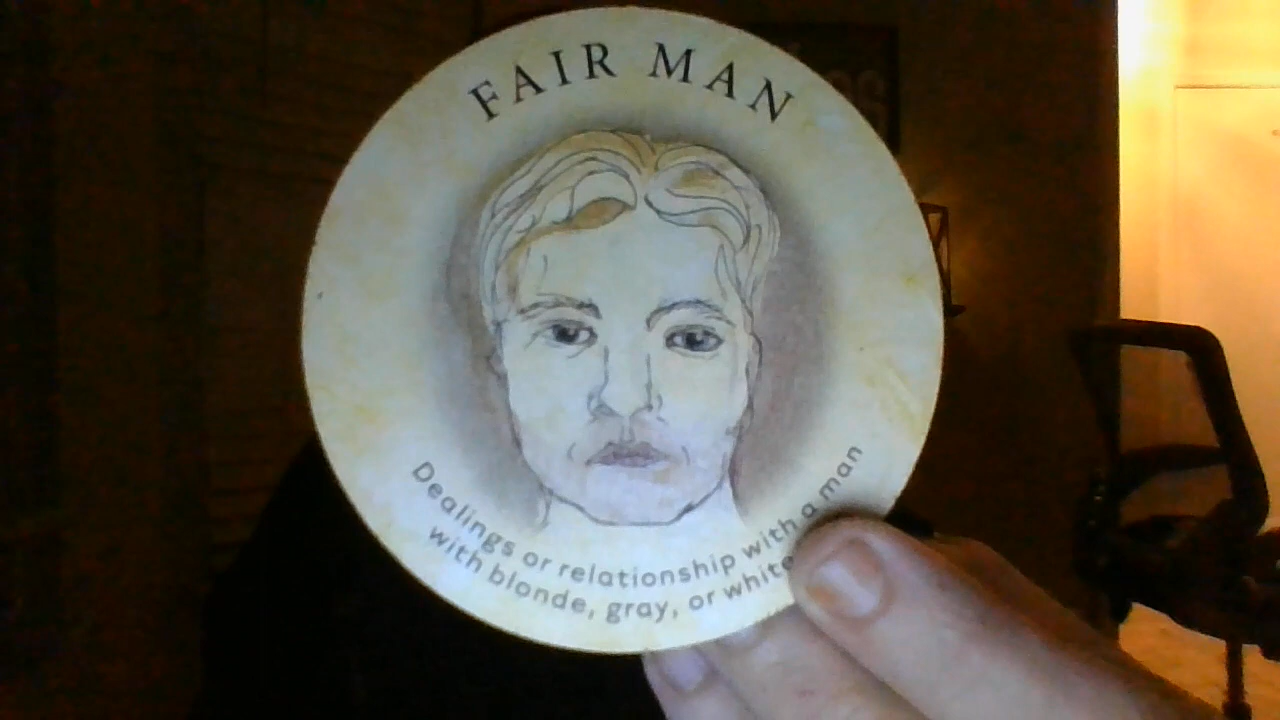 FAIR MAN
Dealings or relationship with a man
with blonde, gray, or white